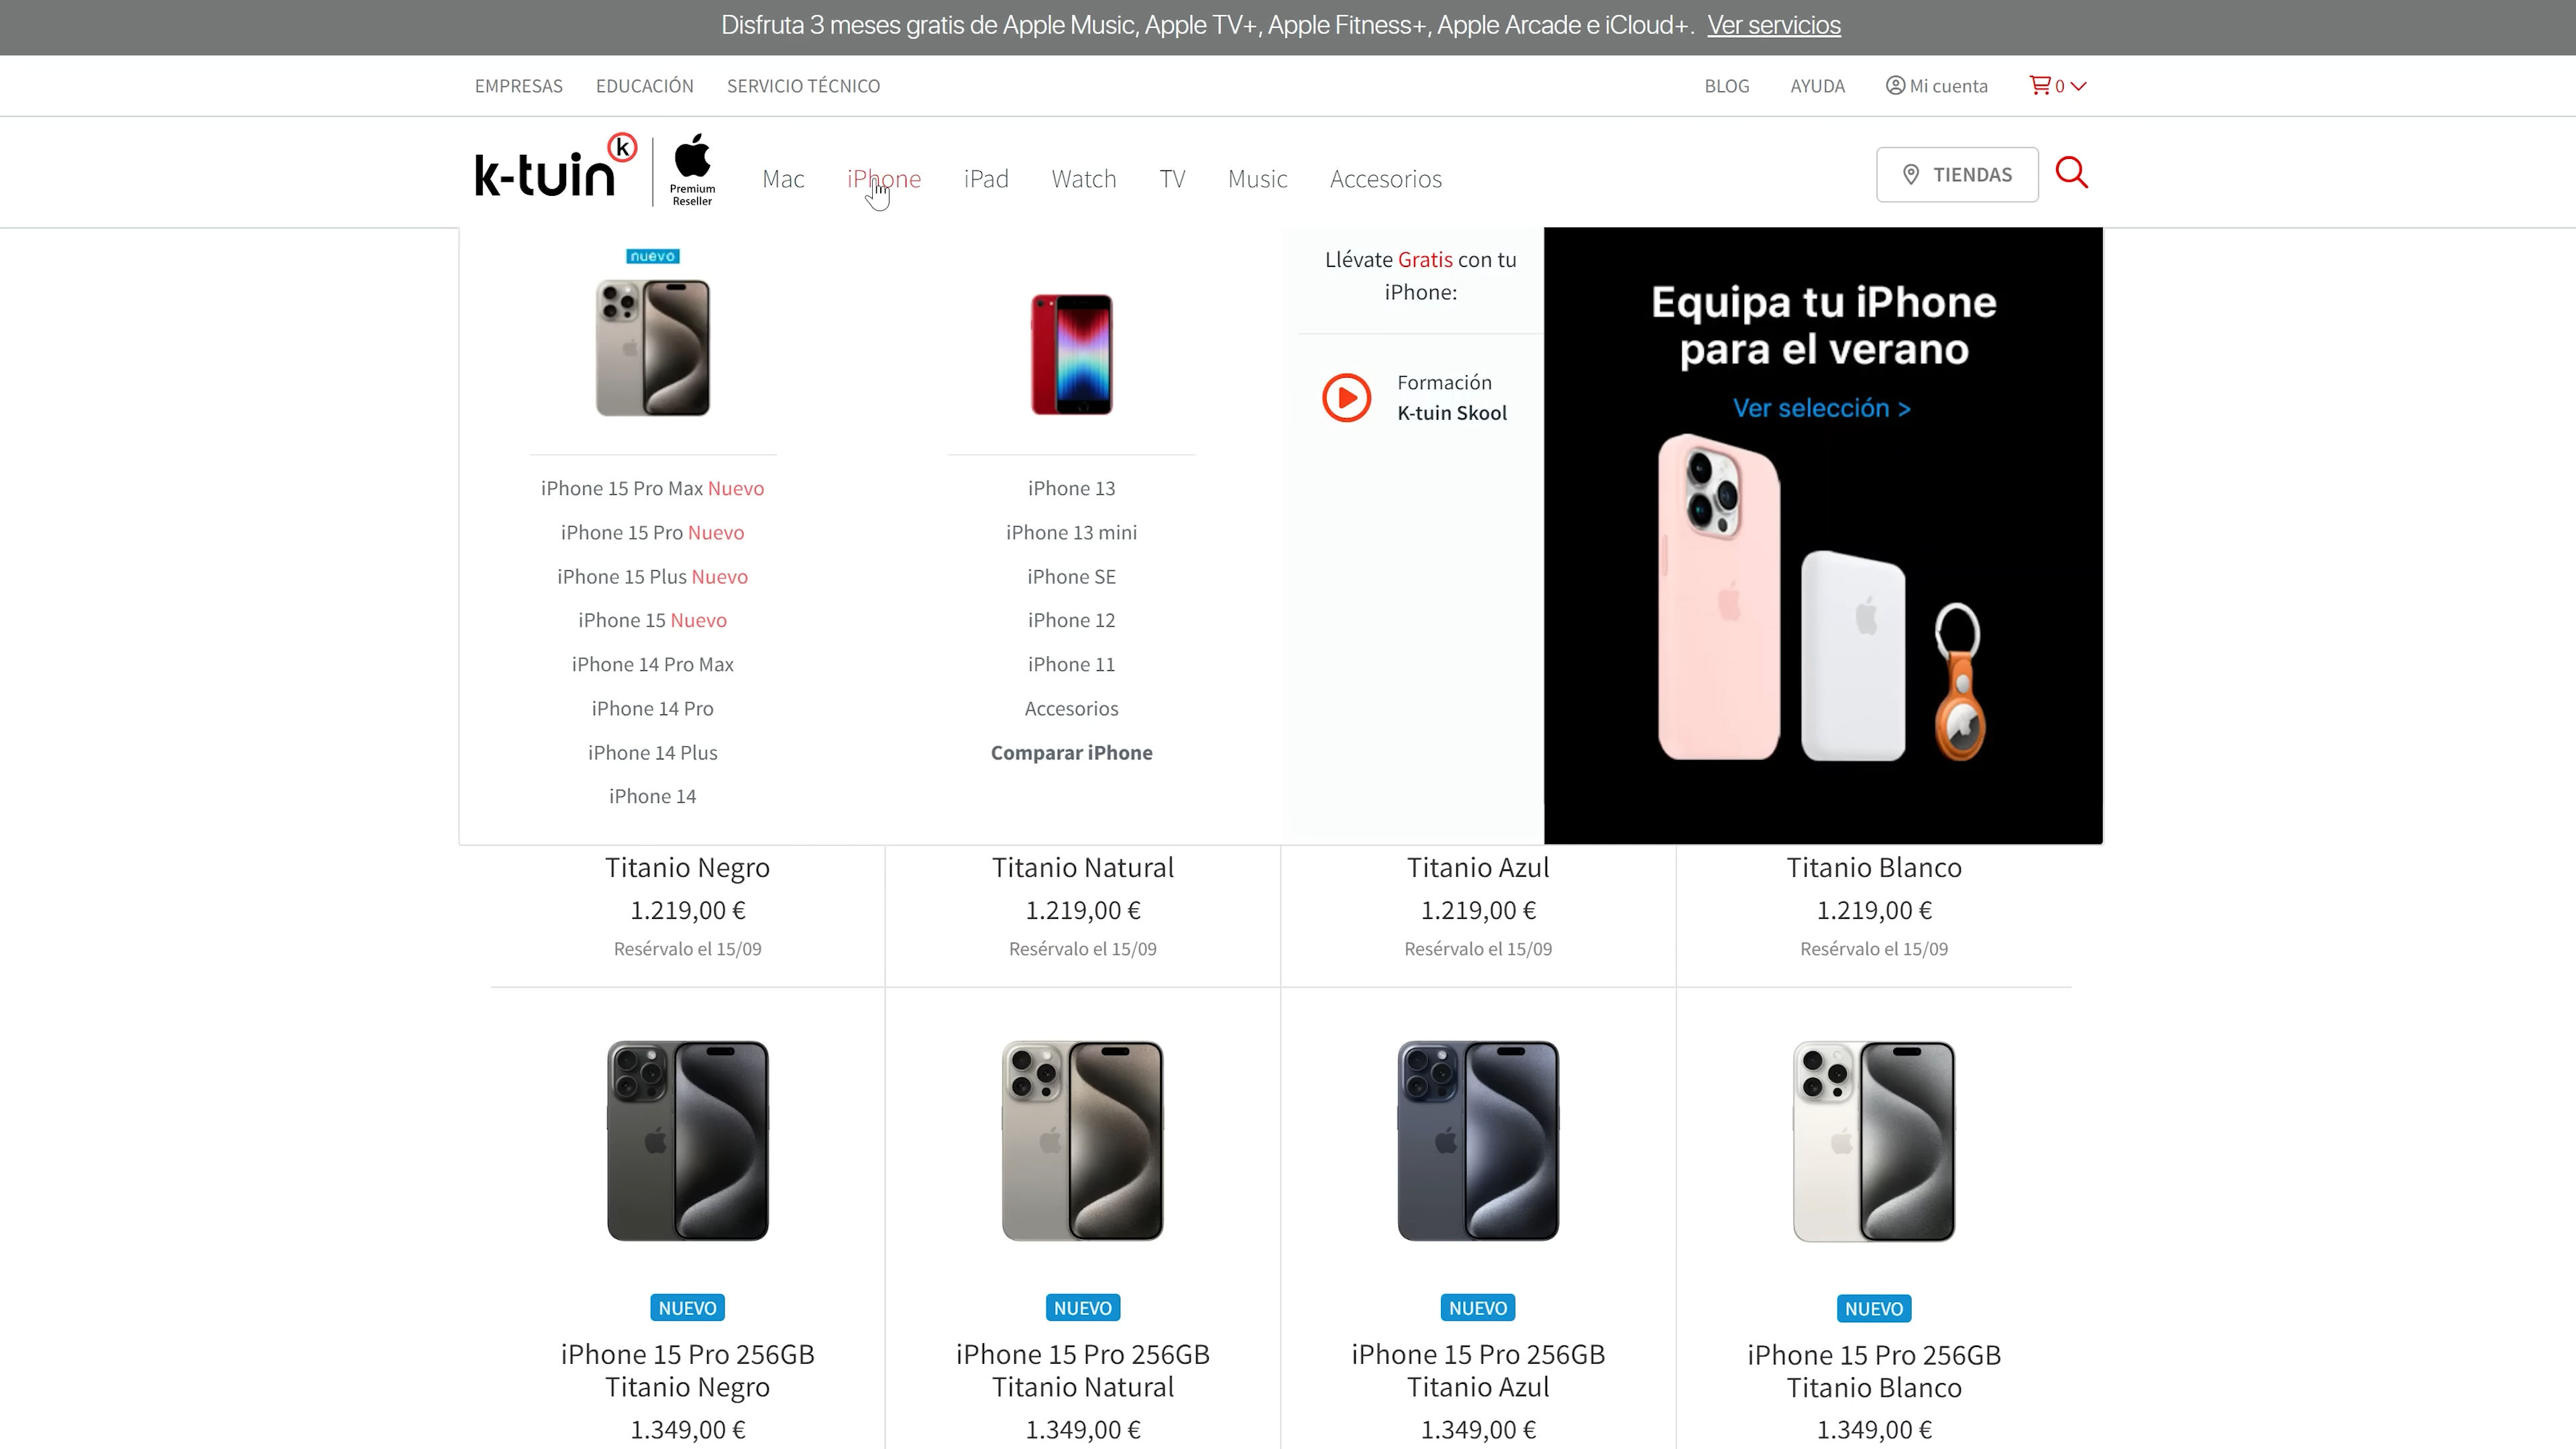 Disfruta 3 meses gratis de Apple Music, Apple TV+, Apple Fitness+, Apple Arcade e iCloud+. Ver servicios
EMPRESAS EDUCACIÓN SERVICIO TÉCNICO BLOG AYUDA Mi cuenta 0
k-tuin k
Premium
Reseller
Mac iPhone iPad Watch TV Music Accesorios TIENDAS
nuevo
iPhone 15 Pro Max Nuevo
iPhone 15 Pro Nuevo
iPhone 15 Plus Nuevo
iPhone 15 Nuevo
iPhone 14 Pro Max
iPhone 14 Pro
iPhone 14 Plus
iPhone 14
iPhone 13
iPhone 13 mini
iPhone SE
iPhone 12
iPhone 11
Accesorios
Comparar iPhone
Llévate Gratis con tu
iPhone:
Formación
K-tuin Skool
Equipa tu iPhone
para el verano
Ver selección >
Titanio Negro Titanio Natural Titanio Azul Titanio Blanco
1.219,00 € 1.219,00 € 1.219,00 € 1.219,00 €
Resérvalo el 15/09 Resérvalo el 15/09 Resérvalo el 15/09 Resérvalo el 15/09
NUEVO NUEVO NUEVO NUEVO
iPhone 15 Pro 256GB iPhone 15 Pro 256GB iPhone 15 Pro 256GB iPhone 15 Pro 256GB
Titanio Negro Titanio Natural Titanio Azul Titanio Blanco
1.349,00 € 1.349,00 € 1.349,00 € 1.349,00 €